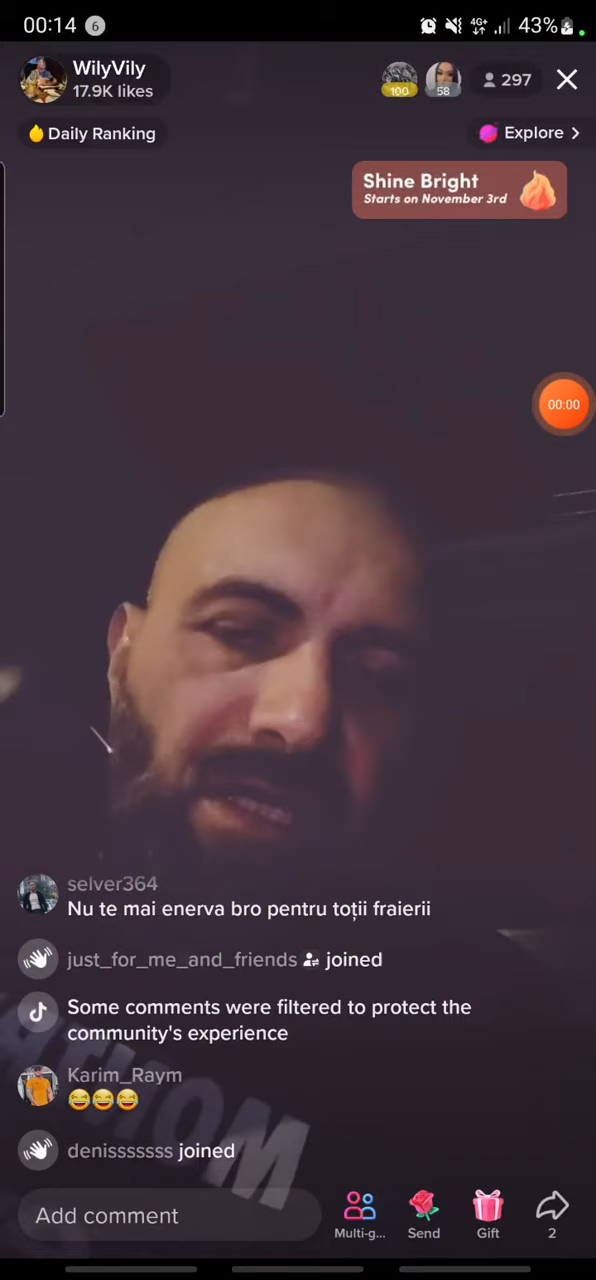 00:14 6 4G+ 43%
WilyVily
17.9K likes
100 58 297
Daily Ranking
Explore >
Shine Bright
Starts on November 3rd
00:00
selver364
Nu te mai enerva bro pentru toții fraierii
just_for_me_and_friends joined
Some comments were filtered to protect the
community's experience
Karim_Raym
😂😂😂
denisssssss joined
Add comment
Multi-g... Send Gift 2